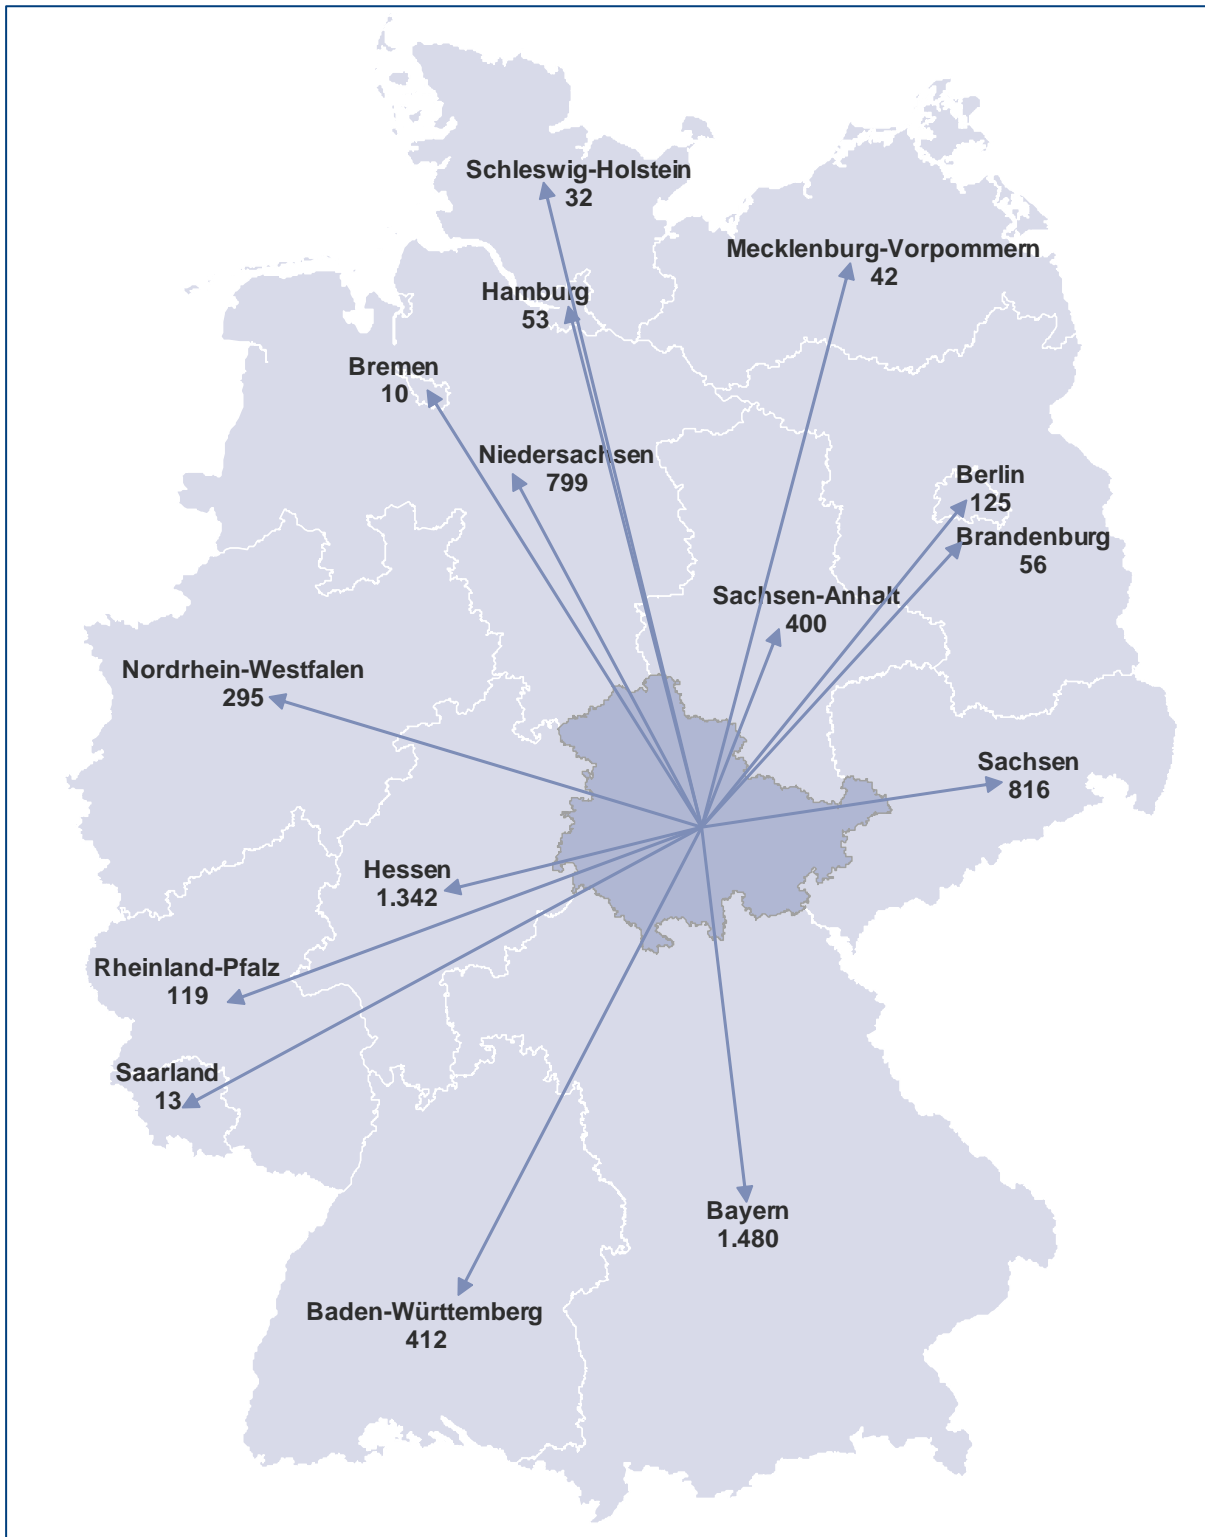 Schleswig-Holstein
32
Mecklenburg-Vorpommern
42
Hamburg
53
Bremen
10
Niedersachsen
799
Berlin
125
Brandenburg
56
Sachsen-Anhalt
400
Nordrhein-Westfalen
295
Sachsen
816
Hessen
1.342
Rheinland-Pfalz
119
Saarland
13
Bayern
1.480
Baden-Württemberg
412